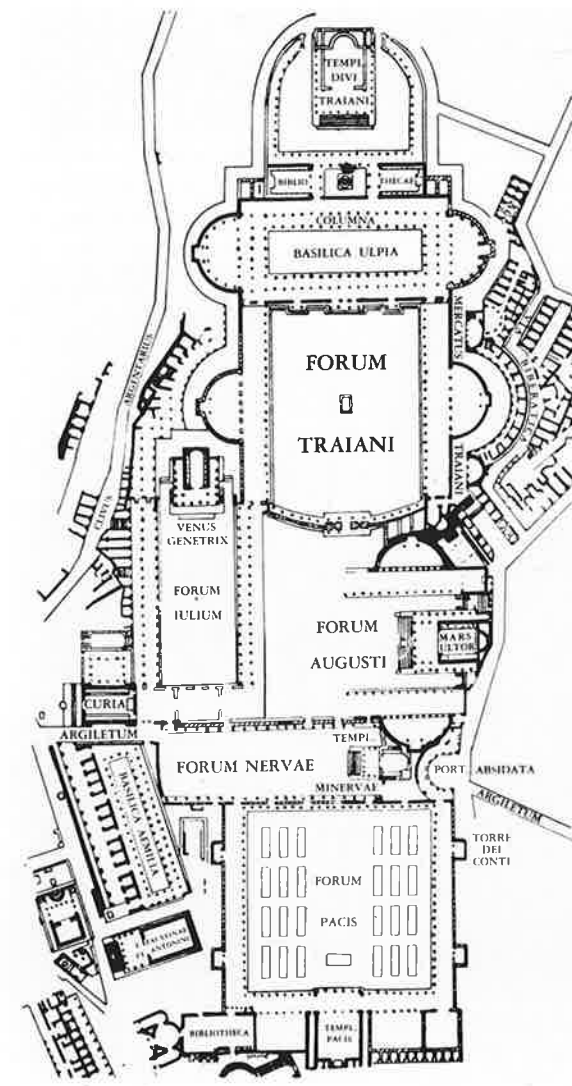 TEMPL
DIVI
TRAIANI
BIBLIO
THECAE
COLUMNA
BASILICA ULPIA
MERCATUS
TRAIANI
VIA
BIBERATICA
FORUM
TRAIANI
ARGENTARIUS
CLIVUS
VENUS
GENETRIX
FORUM
IULIUM
FORUM
AUGUSTI
MARS
ULTOR
CURIA
ARGILETUM
TEMPL
FORUM NERVAE
MINERVAE
PORT. ABSIDATA
ARGILETUM
BASILICA AEMILIA
TORRE
DEI
CONTI
FORUM
PACIS
FAUSTINAE
ANTONINI
BIBLIOTHECA
TEMPL
PACIS